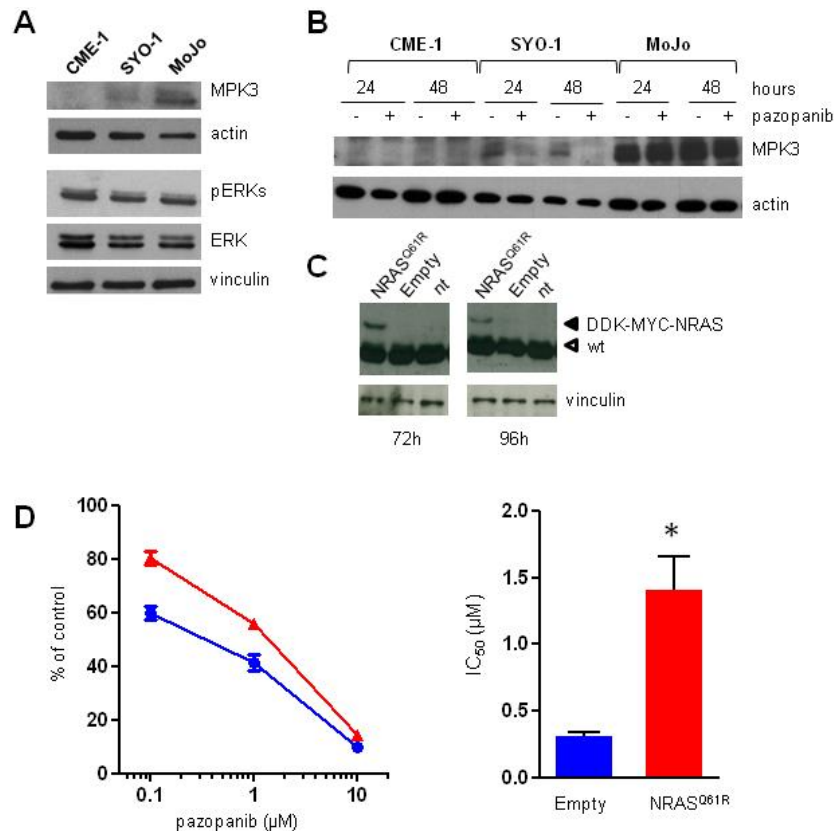 A
CME-1 SYO-1 MoJo
MPK3
actin
pERKs
ERK
vinculin
B
CME-1 SYO-1 MoJo
24 48 24 48 24 48 hours
- + - + - + - + - + - + pazopanib
MPK3
actin
C
NRASQ61R Empty nt NRASQ61R Empty nt
DDK-MYC-NRAS
wt
vinculin
72h 96h
D
100
80
60
40
20
0
% of control
0.1 1 10
pazopanib (µM)
2.0
1.5
1.0
0.5
0.0
IC50 (µM)
*
Empty NRASQ61R